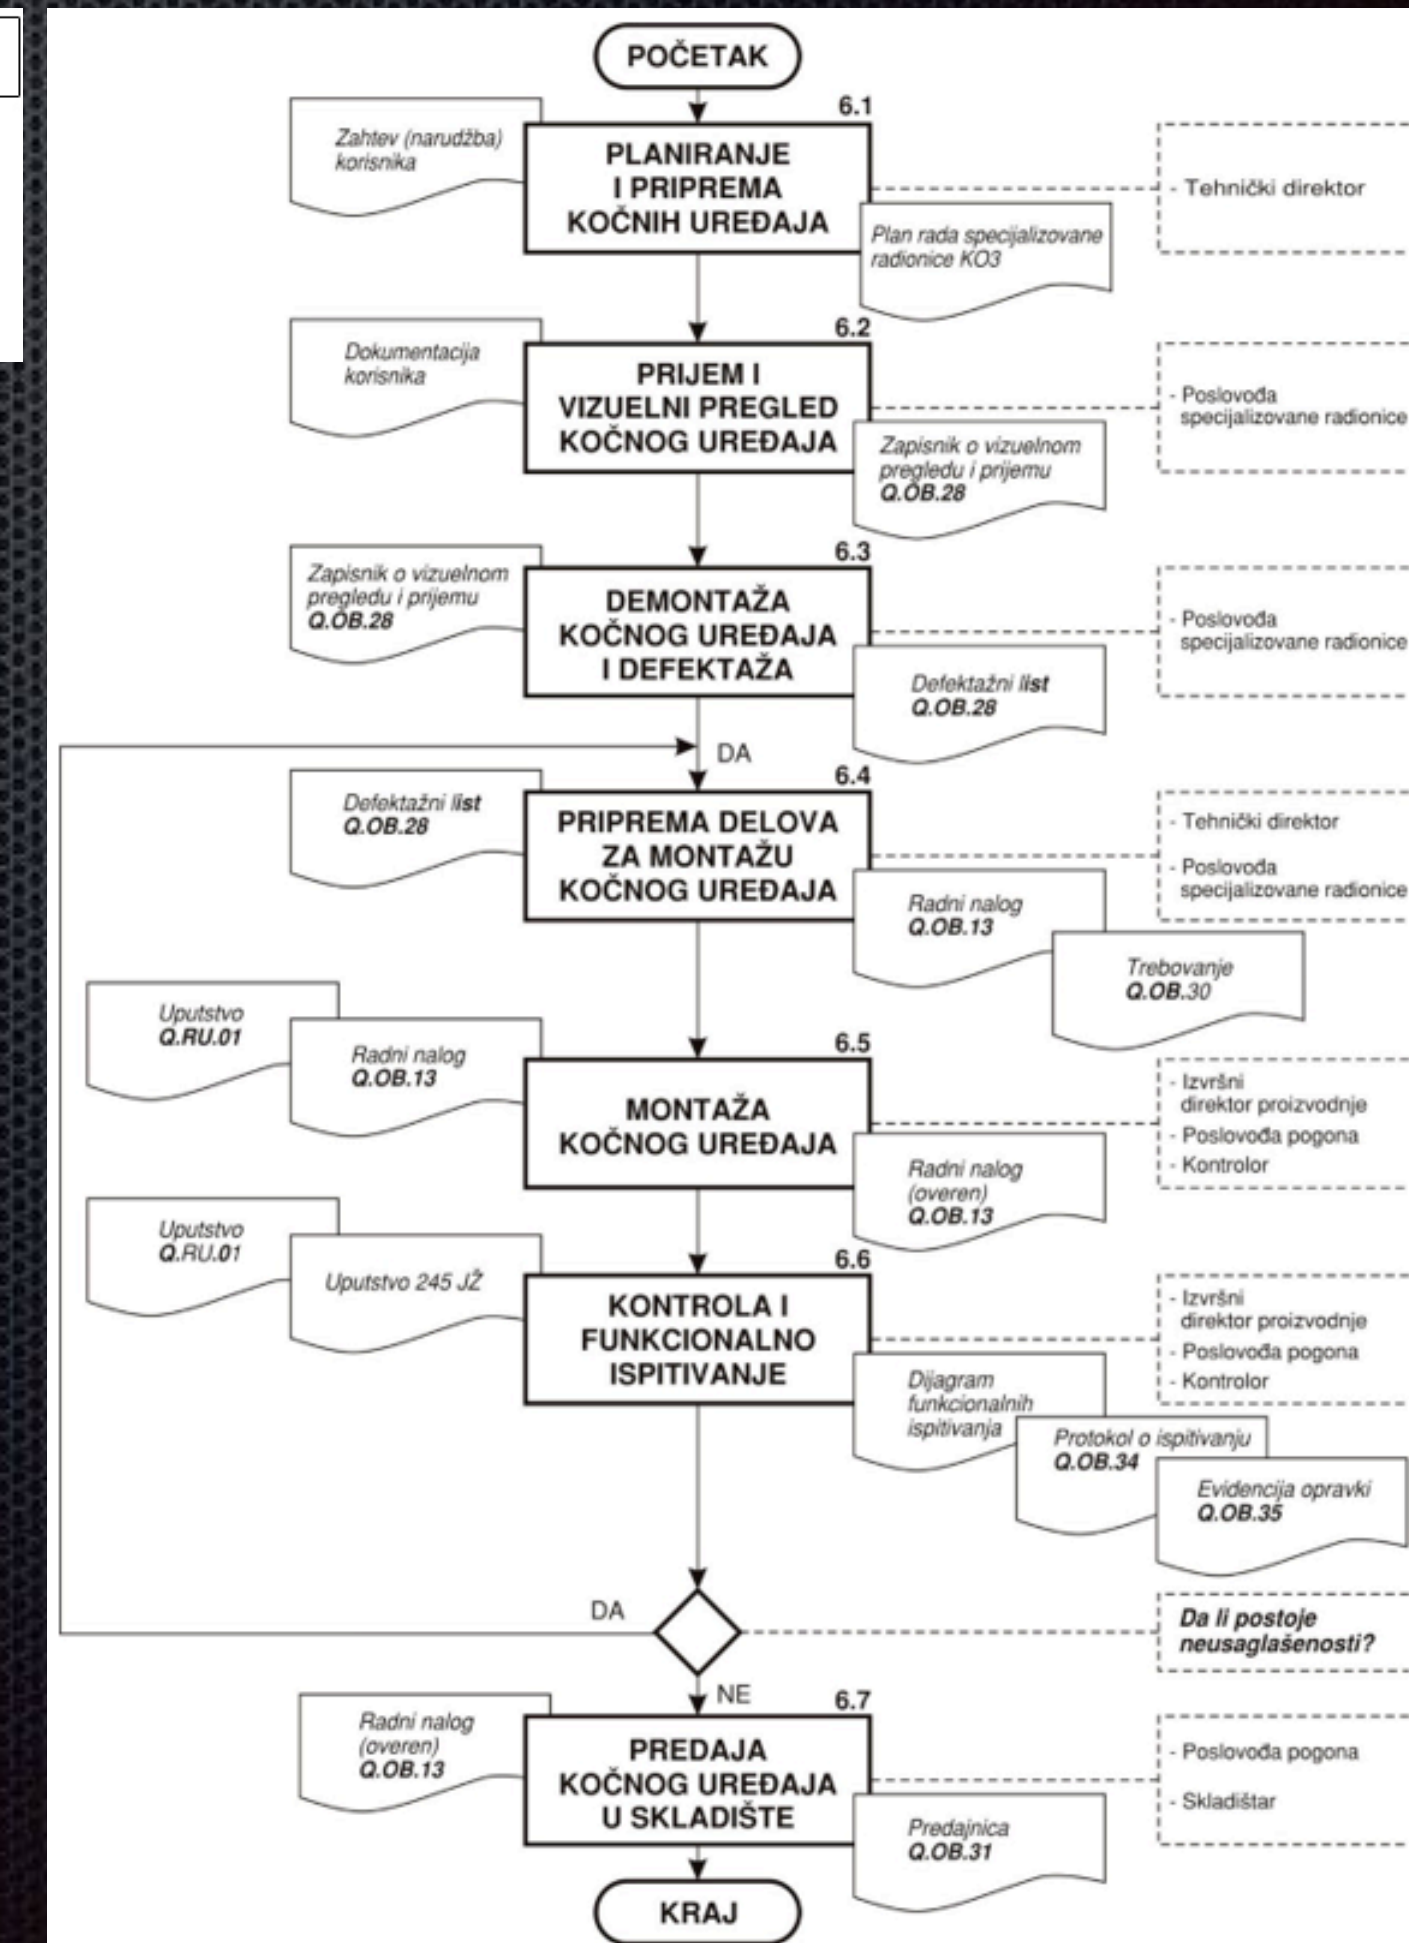 POČETAK
6.1
Zahtev (narudžba)
korisnika
PLANIRANJE
I PRIPREMA
KOČNIH UREĐAJA
- Tehnički direktor
Plan rada specijalizovane
radionice KO3
6.2
Dokumentacija
korisnika
PRIJEM I
VIZUELNI PREGLED
KOČNOG UREĐAJA
- Poslovođa
specijalizovane radionice
Zapisnik o vizuelnom
pregledu i prijemu
Q.OB.28
6.3
Zapisnik o vizuelnom
pregledu i prijemu
Q.OB.28
DEMONTAŽA
KOČNOG UREĐAJA
I DEFEKTAŽA
- Poslovođa
specijalizovane radionice
Defektažni list
Q.OB.28
DA
6.4
Defektažni list
Q.OB.28
PRIPREMA DELOVA
ZA MONTAŽU
KOČNOG UREĐAJA
- Tehnički direktor
- Poslovođa
specijalizovane radionice
Radni nalog
Q.OB.13
Trebovanje
Q.OB.30
6.5
Uputstvo
Q.RU.01
Radni nalog
Q.OB.13
MONTAŽA
KOČNOG UREĐAJA
- Izvršni
direktor proizvodnje
- Poslovođa pogona
- Kontrolor
Radni nalog
(overen)
Q.OB.13
6.6
Uputstvo
Q.RU.01
Uputstvo 245 JŽ
KONTROLA I
FUNKCIONALNO
ISPITIVANJE
- Izvršni
direktor proizvodnje
- Poslovođa pogona
- Kontrolor
Dijagram
funkcionalnih
ispitivanja
Protokol o ispitivanju
Q.OB.34
Evidencija opravki
Q.OB.35
DA
Da li postoje
neusaglašenosti?
NE
6.7
Radni nalog
(overen)
Q.OB.13
PREDAJA
KOČNOG UREĐAJA
U SKLADIŠTE
- Poslovođa pogona
- Skladištar
Predajnica
Q.OB.31
KRAJ